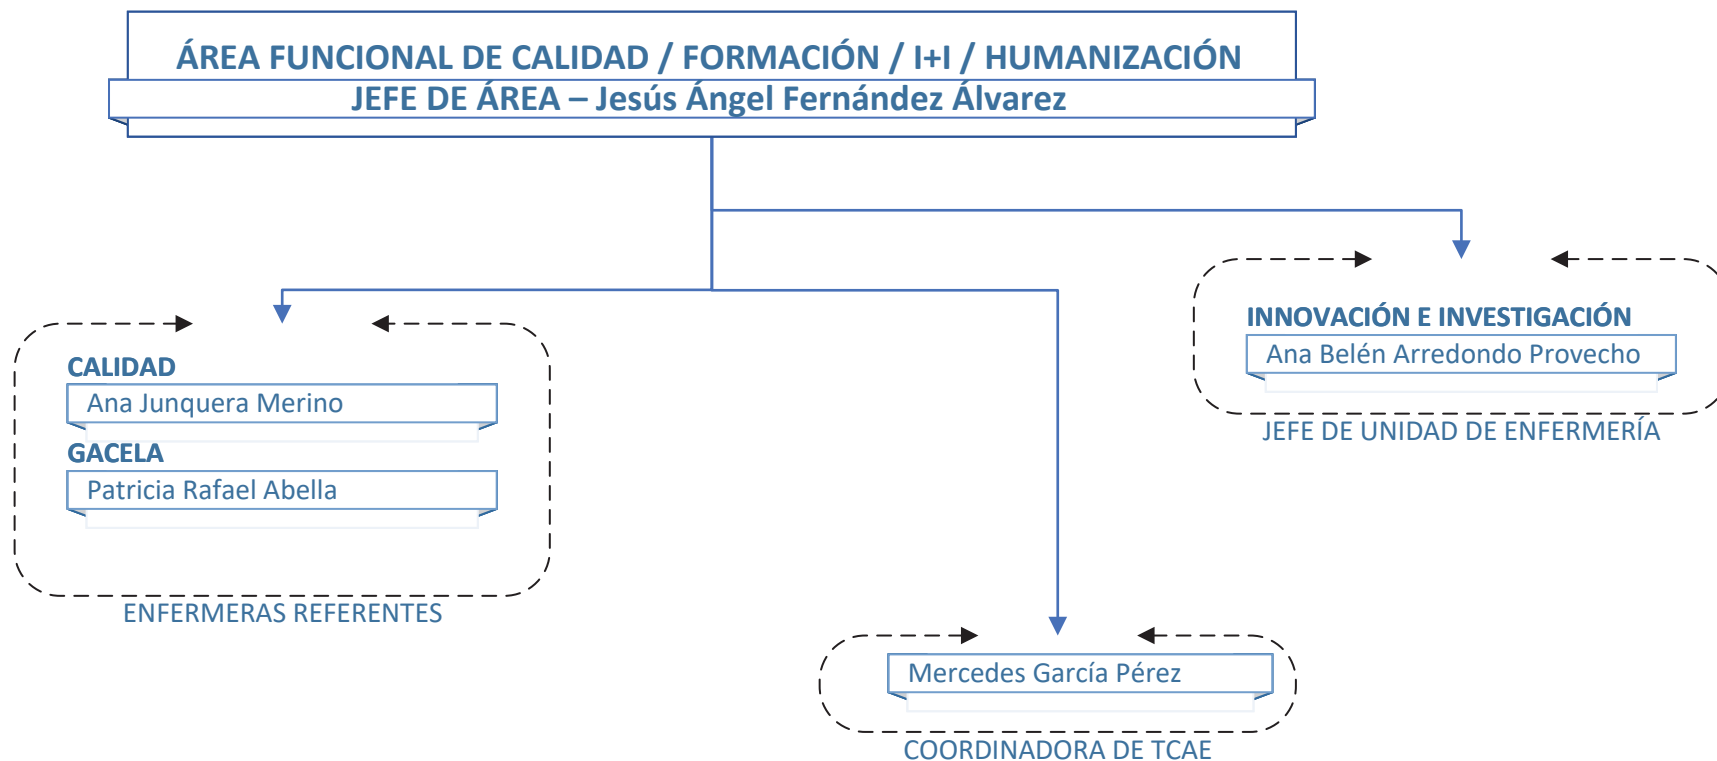 ÁREA FUNCIONAL DE CALIDAD / FORMACIÓN / I+I / HUMANIZACIÓN
JEFE DE ÁREA – Jesús Ángel Fernández Álvarez
INNOVACIÓN E INVESTIGACIÓN
Ana Belén Arredondo Provecho
JEFE DE UNIDAD DE ENFERMERÍA
CALIDAD
Ana Junquera Merino
GACELA
Patricia Rafael Abella
ENFERMERAS REFERENTES
Mercedes García Pérez
COORDINADORA DE TCAE